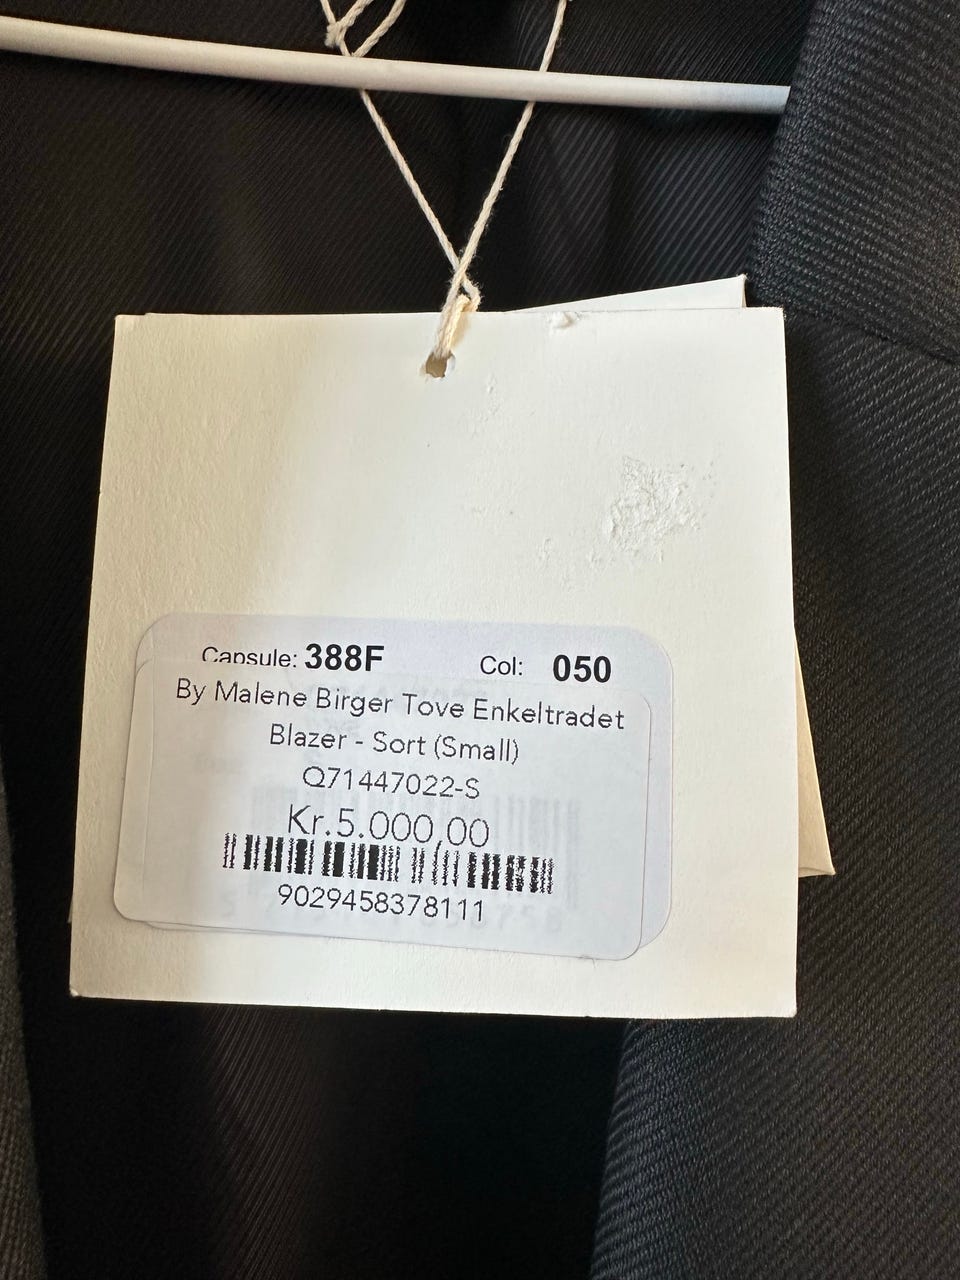 Capsule: 388F Col: 050
By Malene Birger Tove Enkeltradet
Blazer - Sort (Small)
Q71447022-S
Kr.5.000,00
9029458378111